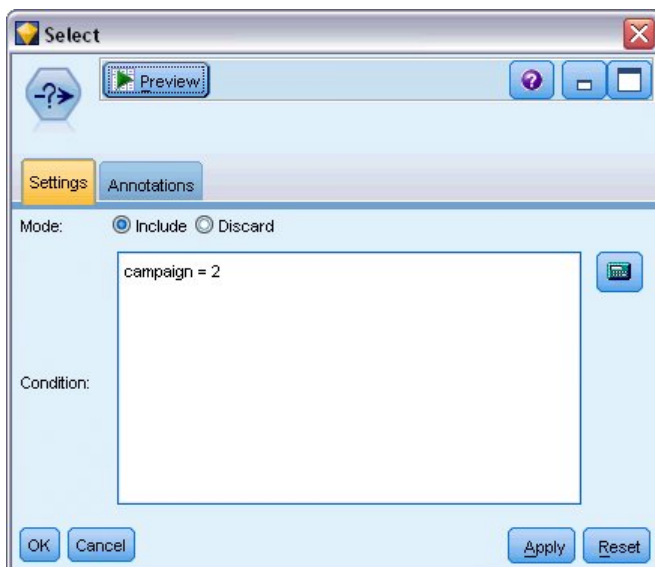 Select
Preview
Settings
Annotations
Mode:
Include
Discard
campaign = 2
Condition:
OK
Cancel
Apply
Reset